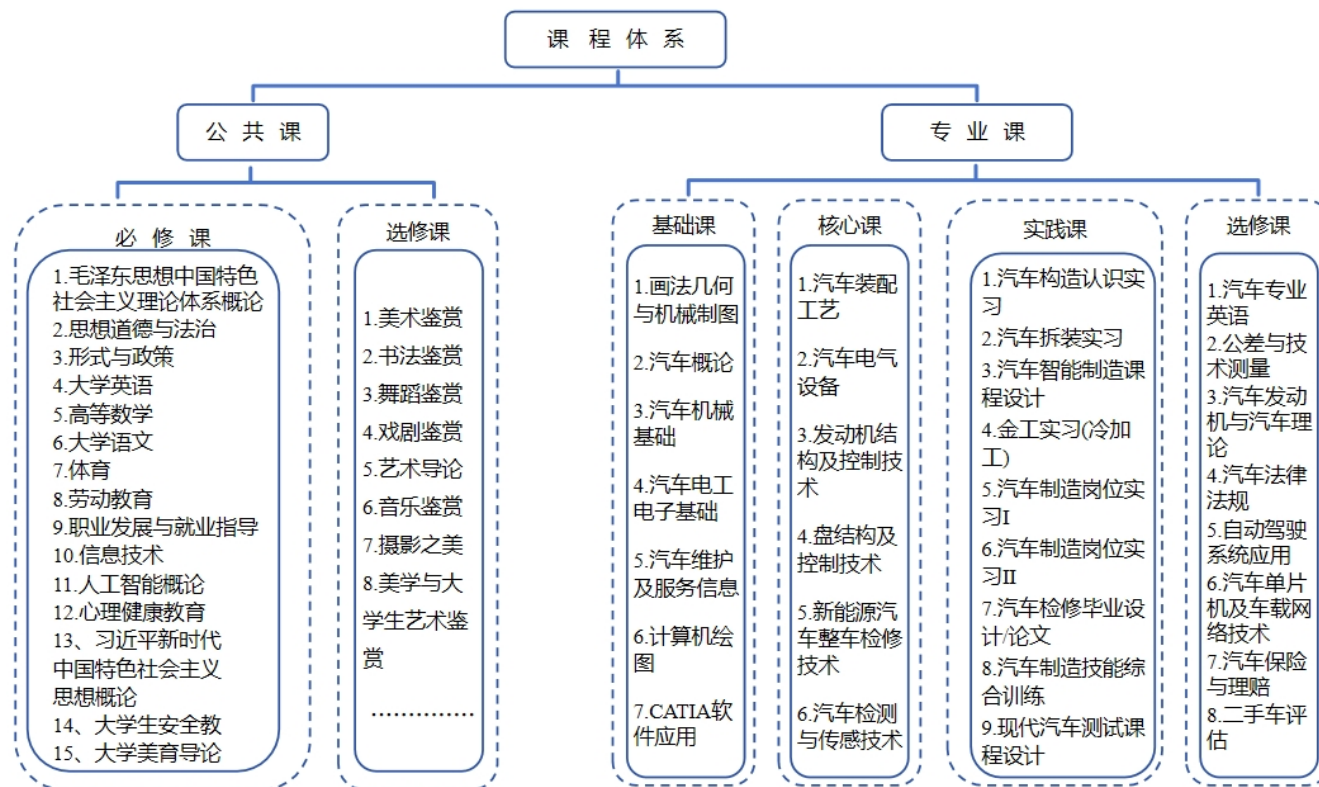 课 程 体 系
公 共 课
专 业 课
必 修 课
1.毛泽东思想中国特色
社会主义理论体系概论
2.思想道德与法治
3.形式与政策
4.大学英语
5.高等数学
6.大学语文
7.体育
8.劳动教育
9.职业发展与就业指导
10.信息技术
11.人工智能概论
12.心理健康教育
13、习近平新时代
中国特色社会主义
思想概论
14、大学生安全教
15、大学美育导论
选修课
1.美术鉴赏
2.书法鉴赏
3.舞蹈鉴赏
4.戏剧鉴赏
5.艺术导论
6.音乐鉴赏
7.摄影之美
8.美学与大
学生艺术鉴
赏
..............
基础课
1.画法几何
与机械制图
2.汽车概论
3.汽车机械
基础
4.汽车电工
电子基础
5.汽车维护
及服务信息
6.计算机绘
图
7.CATIA软
件应用
核心课
1.汽车装配
工艺
2.汽车电气
设备
3.发动机结
构及控制技
术
4.盘结构及
控制技术
5.新能源汽
车整车检修
技术
6.汽车检测
与传感技术
实践课
1.汽车构造认识实
习
2.汽车拆装实习
3.汽车智能制造课
程设计
4.金工实习(冷加
工)
5.汽车制造岗位实
习I
6.汽车制造岗位实
习II
7.汽车检修毕业设
计/论文
8.汽车制造技能综
合训练
9.现代汽车测试课
程设计
选修课
1.汽车专业
英语
2.公差与技
术测量
3.汽车发动
机与汽车理
论
4.汽车法律
法规
5.自动驾驶
系统应用
6.汽车单片
机及车载网
络技术
7.汽车保险
与理赔
8.二手车评
估